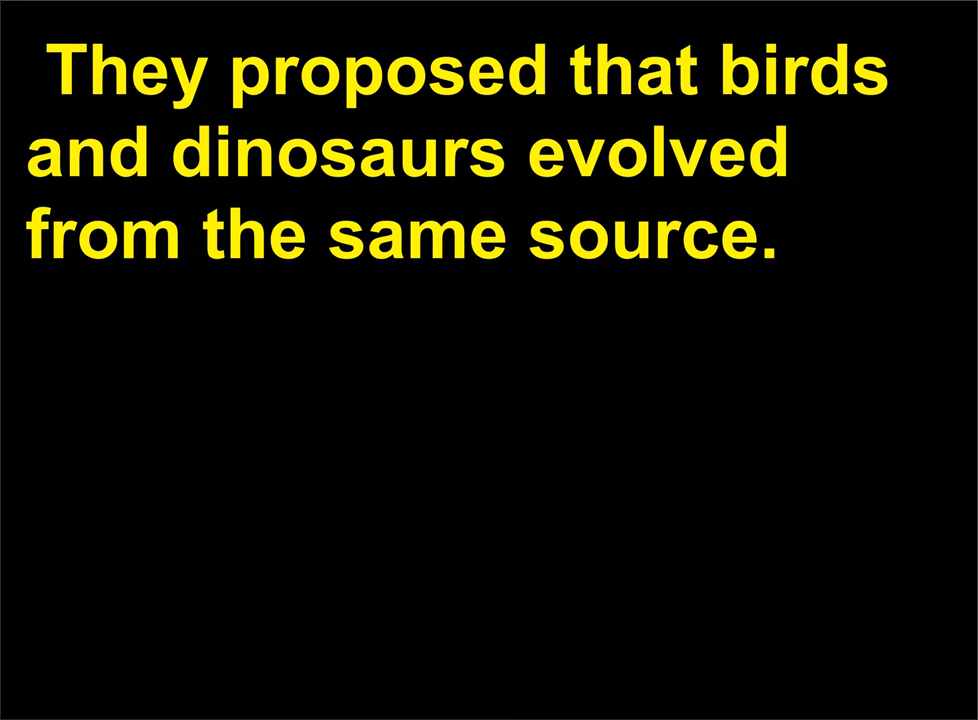 They proposed that birds
and dinosaurs evolved
from the same source.